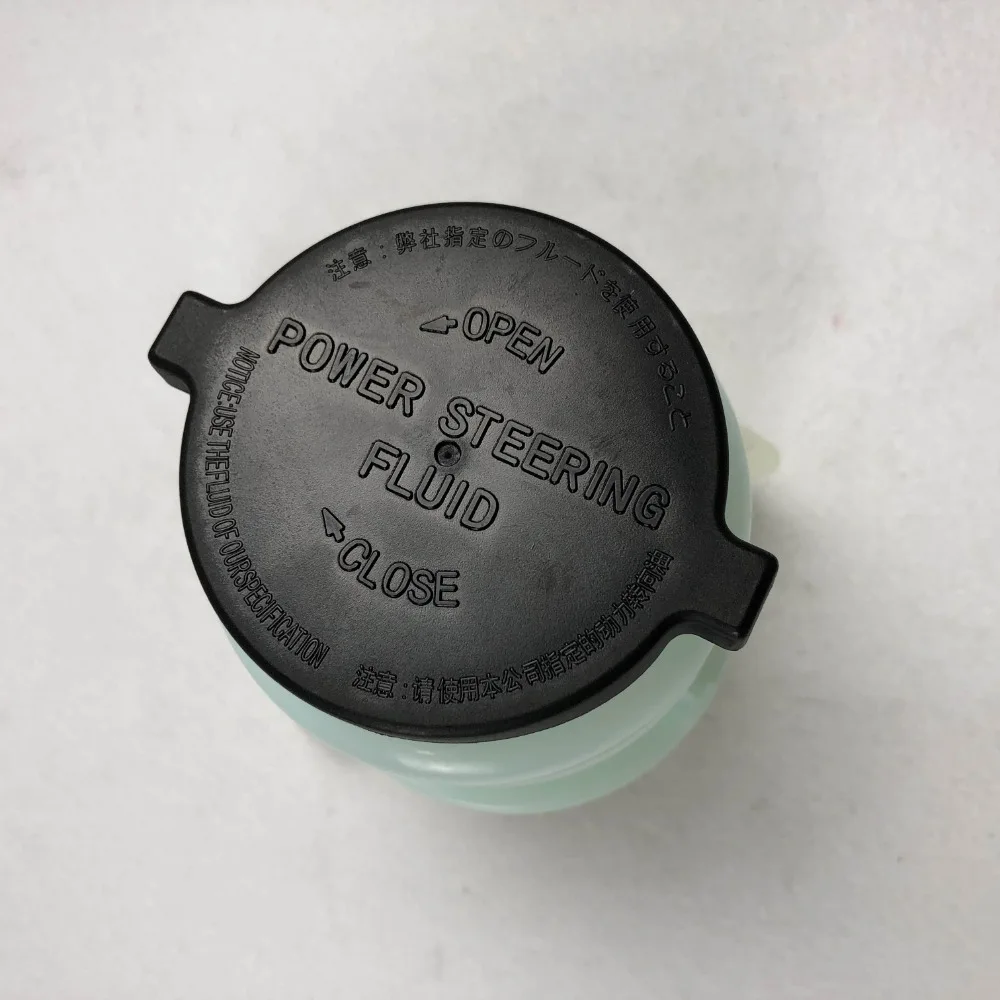 注意：弊社指定のフルードを使用すること
OPEN
POWER STEERING
FLUID
CLOSE
NOTICE:USE THE FLUID OF OUR SPECIFICATION
注意：请使用本公司指定的动力转向油